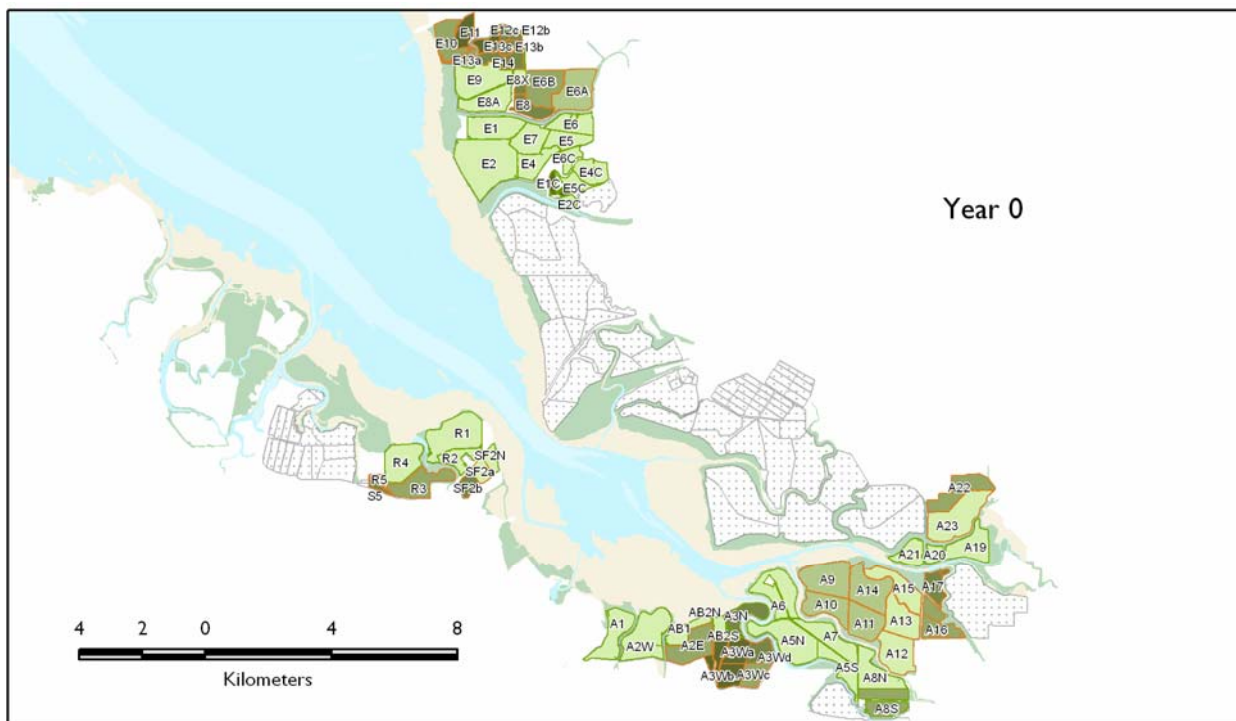 E11 E12c E12b
E10 E13c E13b
E13a E14
E9 E8X E6B
E6A
E8A E8
E1 E6
E7 E5
E2 E4 E6C
E4C
E1C E5C
E2C
Year 0
R1
SF2N
R4 R2
SF2a
R5 R3 SF2b
S5
A22
A23
A19
A21 A20
A9 A14 A15 A17
A10
A11 A13 A16
A6
A1 AB2N A3N
AB1
A2W A2E AB2S A5N A7
A3Wa A12
A3Wd
A3Wb A3Wc A5S A8N
A8S
4 2 0 4 8
Kilometers